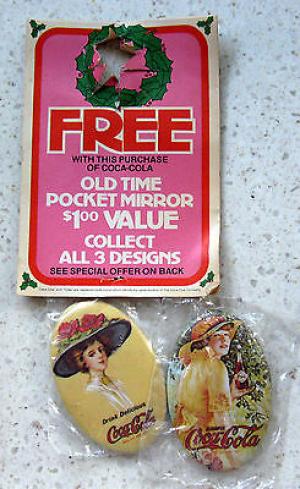 FREE
WITH THIS PURCHASE
OF COCA-COLA
OLD TIME
POCKET MIRROR
$1.00 VALUE
COLLECT
ALL 3 DESIGNS
SEE SPECIAL OFFER ON BACK
Drink Delicious
Coca-Cola
Coca-Cola